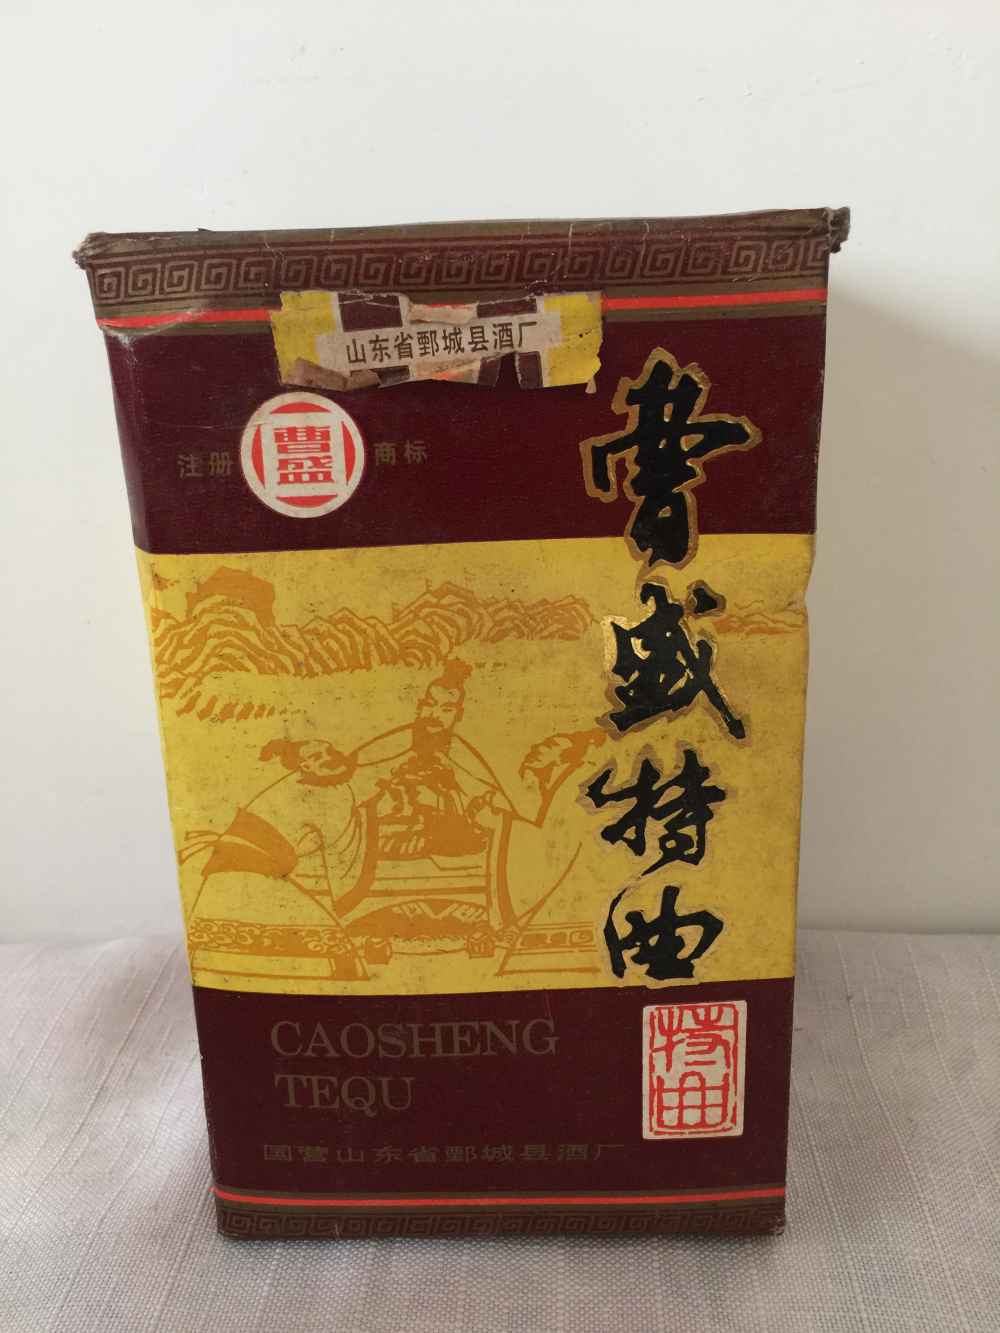 山东省鄄城县酒厂
注册 曹盛 商标
曹盛特曲
CAOSHENG
TEQU
特曲
国营山东省鄄城县酒厂